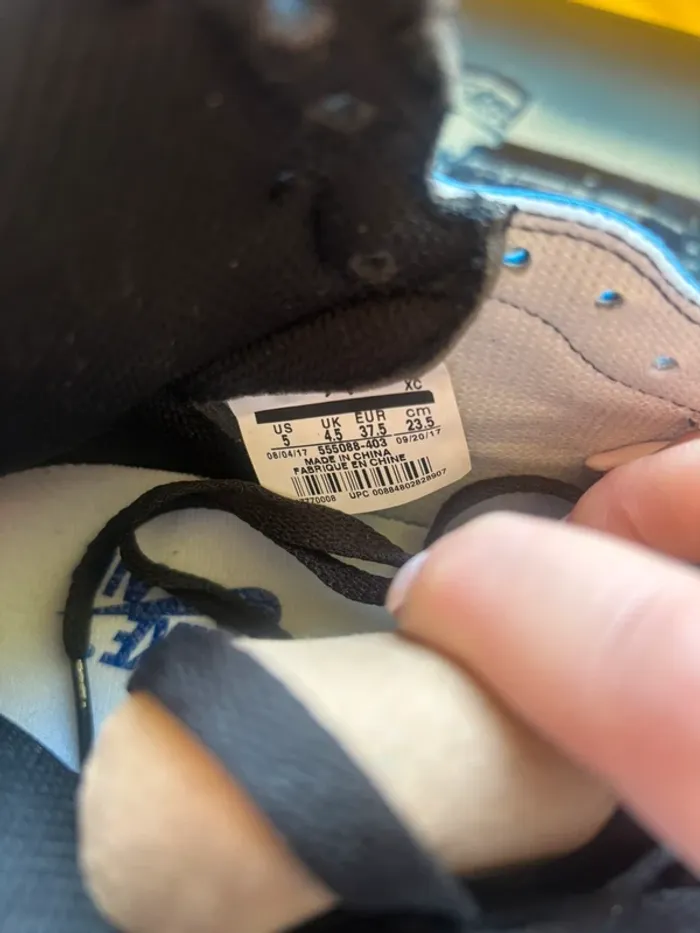 XC
US UK EUR cm
5 4.5 37.5 23.5
08/04/17 555088-403 09/20/17
MADE IN CHINA
FABRIQUE EN CHINE
7770008 UPC 00884802828907